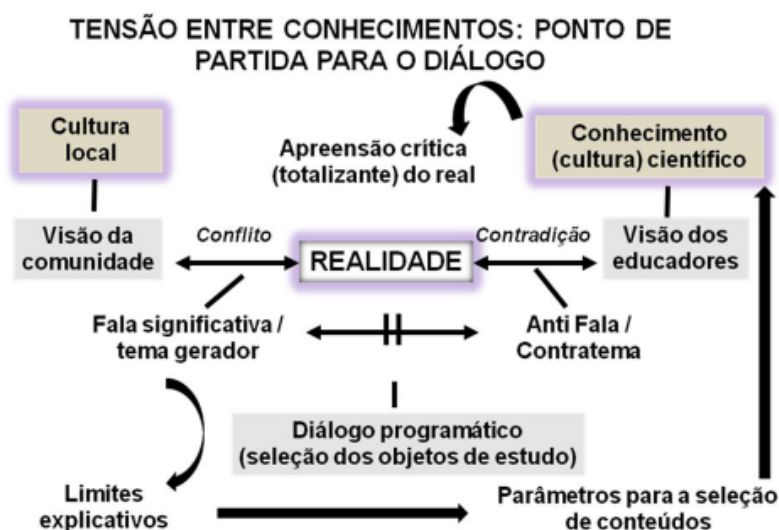 TENSÃO ENTRE CONHECIMENTOS: PONTO DE
PARTIDA PARA O DIÁLOGO
Cultura
local
Apreensão crítica
(totalizante) do real
Conhecimento
(cultura) científico
Visão da
comunidade
Conflito
REALIDADE
Contradição
Visão dos
educadores
Fala significativa /
tema gerador
Anti Fala /
Contratema
Diálogo programático
(seleção dos objetos de estudo)
Limites
explicativos
Parâmetros para a seleção
de conteúdos